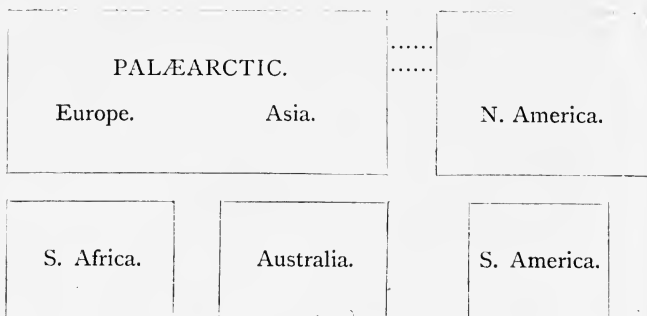 PALÆARCTIC.
Europe. Asia. N. America.
S. Africa. Australia. S. America.